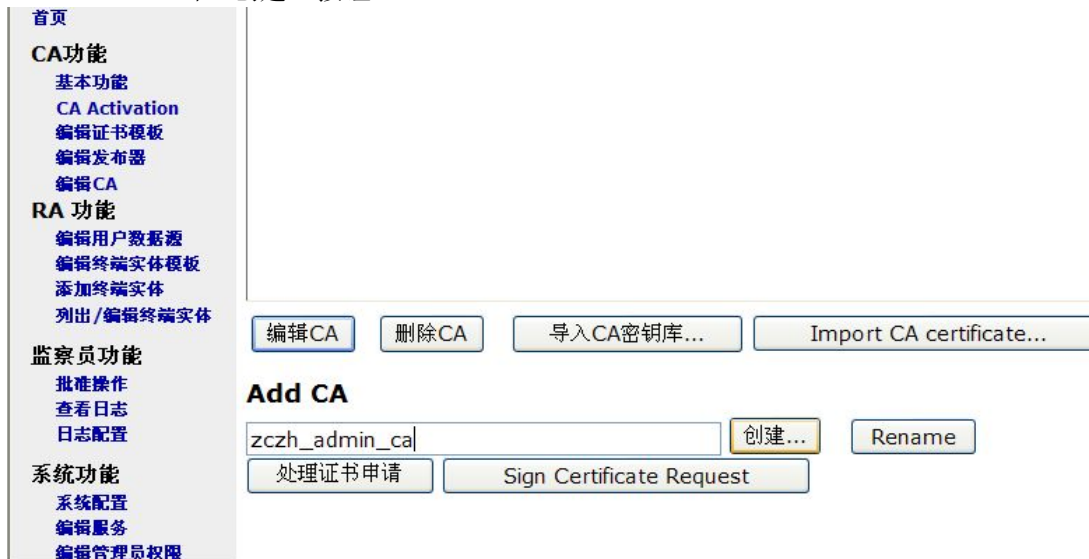 首页
CA功能
基本功能
CA Activation
编辑证书模板
编辑发布器
编辑CA
RA 功能
编辑用户数据源
编辑终端实体模板
添加终端实体
列出/编辑终端实体
监察员功能
批准操作
查看日志
日志配置
系统功能
系统配置
编辑服务
编辑管理员权限
编辑CA 删除CA 导入CA密钥库... Import CA certificate...
Add CA
zczh_admin_ca 创建... Rename
处理证书申请 Sign Certificate Request